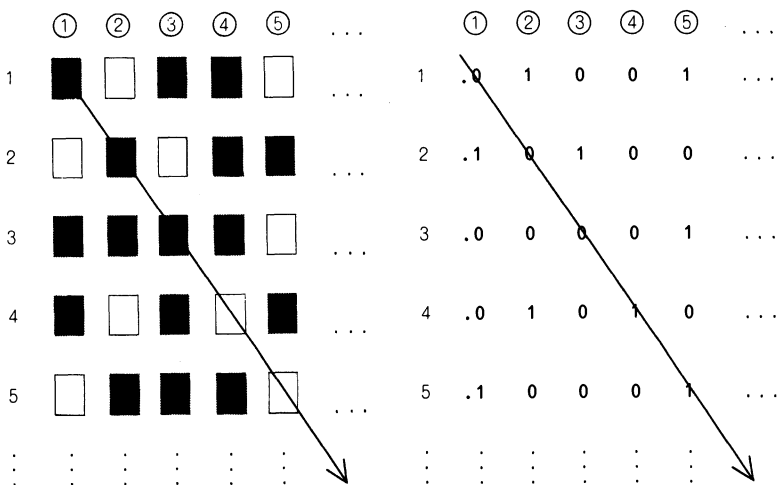 ① ② ③ ④ ⑤ ... ① ② ③ ④ ⑤ ....
1 ... 1 .0 1 0 0 1 ....
2 ... 2 .1 0 1 0 0 ....
3 ... 3 .0 0 0 0 1 ....
4 ... 4 .0 1 0 1 0 ....
5 ... 5 .1 0 0 0 1 ...